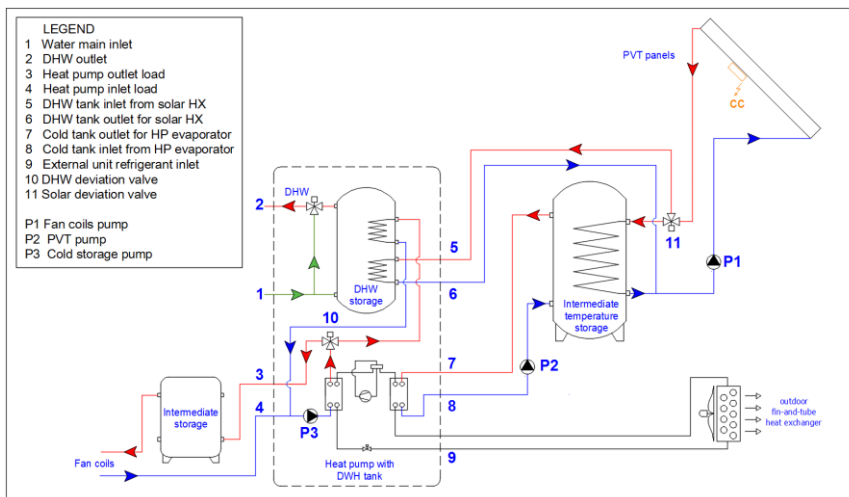 LEGEND
1 Water main inlet
2 DHW outlet
3 Heat pump outlet load
4 Heat pump inlet load
5 DHW tank inlet from solar HX
6 DHW tank outlet for solar HX
7 Cold tank outlet for HP evaporator
8 Cold tank inlet from HP evaporator
9 External unit refrigerant inlet
10 DHW deviation valve
11 Solar deviation valve
P1 Fan coils pump
P2 PVT pump
P3 Cold storage pump
PVT panels
CC
DHW
2
5
11
P1
DHW
storage
6
1
Intermediate
temperature
storage
10
3
7
P2
Intermediate
storage
4
P3
8
outdoor
fin-and-tube
heat exchanger
Fan coils
Heat pump with
DWH tank
9